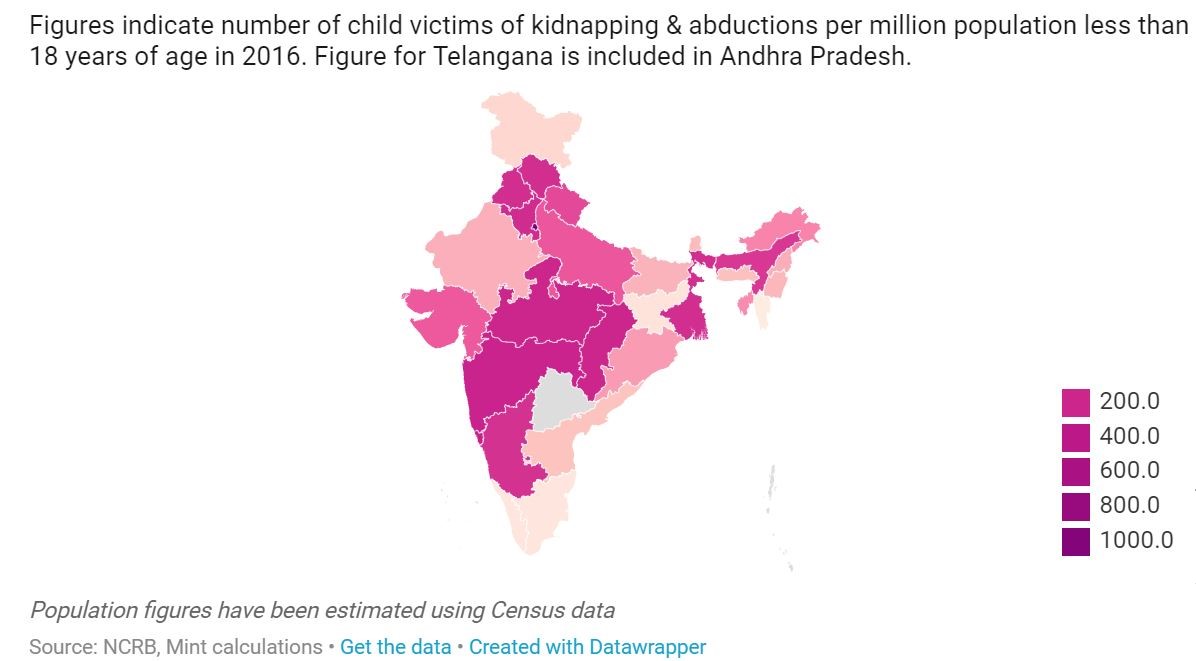 Figures indicate number of child victims of kidnapping & abductions per million population less than
18 years of age in 2016. Figure for Telangana is included in Andhra Pradesh.
200.0
400.0
600.0
800.0
1000.0
Population figures have been estimated using Census data
Source: NCRB, Mint calculations • Get the data • Created with Datawrapper